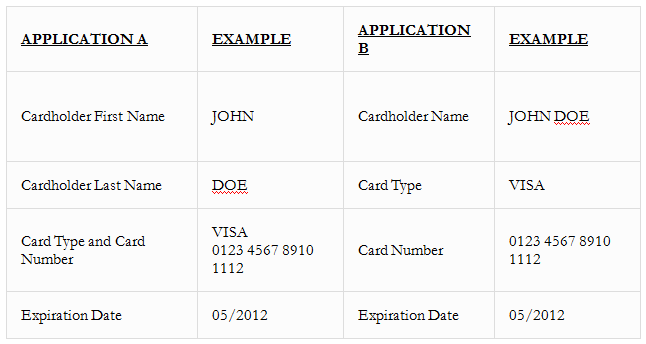 APPLICATION A
EXAMPLE
APPLICATION
B
EXAMPLE
Cardholder First Name
JOHN
Cardholder Name
JOHN DOE
Cardholder Last Name
DOE
Card Type
VISA
Card Type and Card
Number
VISA
0123 4567 8910
1112
Card Number
0123 4567 8910
1112
Expiration Date
05/2012
Expiration Date
05/2012